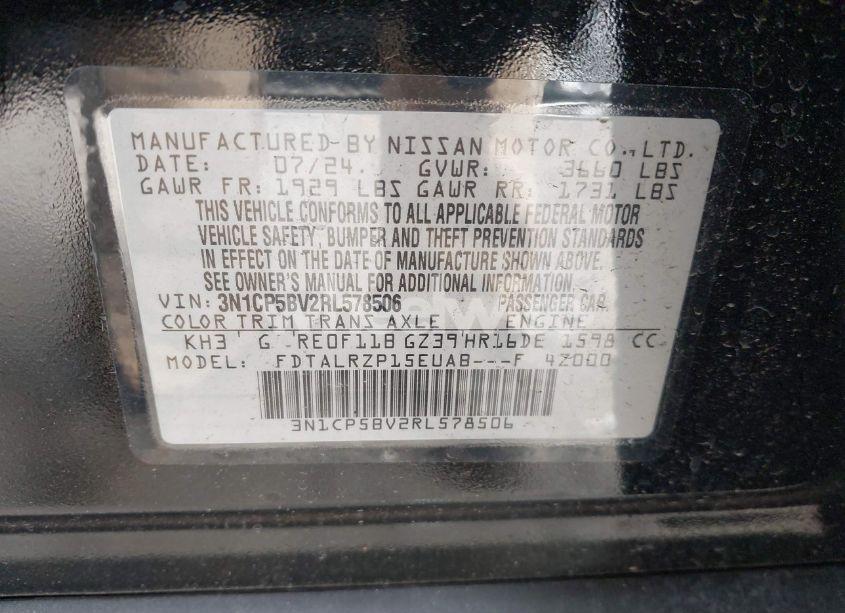 MANUFACTURED BY NISSAN MOTOR CO., LTD.
DATE: 07/24 GVWR: 3660 LBS
GAWR FR: 1929 LBS GAWR RR: 1731 LBS
THIS VEHICLE CONFORMS TO ALL APPLICABLE FEDERAL MOTOR
VEHICLE SAFETY, BUMPER AND THEFT PREVENTION STANDARDS
IN EFFECT ON THE DATE OF MANUFACTURE SHOWN ABOVE.
SEE OWNER'S MANUAL FOR ADDITIONAL INFORMATION.
VIN: 3N1CP5BV2RL578506 PASSENGER CAR
COLOR TRIM TRANS AXLE ENGINE
KH3 G RE0F11B GZ39 HR16DE 1598 CC
MODEL: FDTALRZP15EUAB---F 4Z000
3N1CP5BV2RL578506